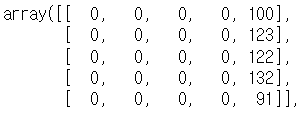 array([[  0,   0,   0,   0, 100],
       [  0,   0,   0,   0, 123],
       [  0,   0,   0,   0, 122],
       [  0,   0,   0,   0, 132],
       [  0,   0,   0,   0,  91]],